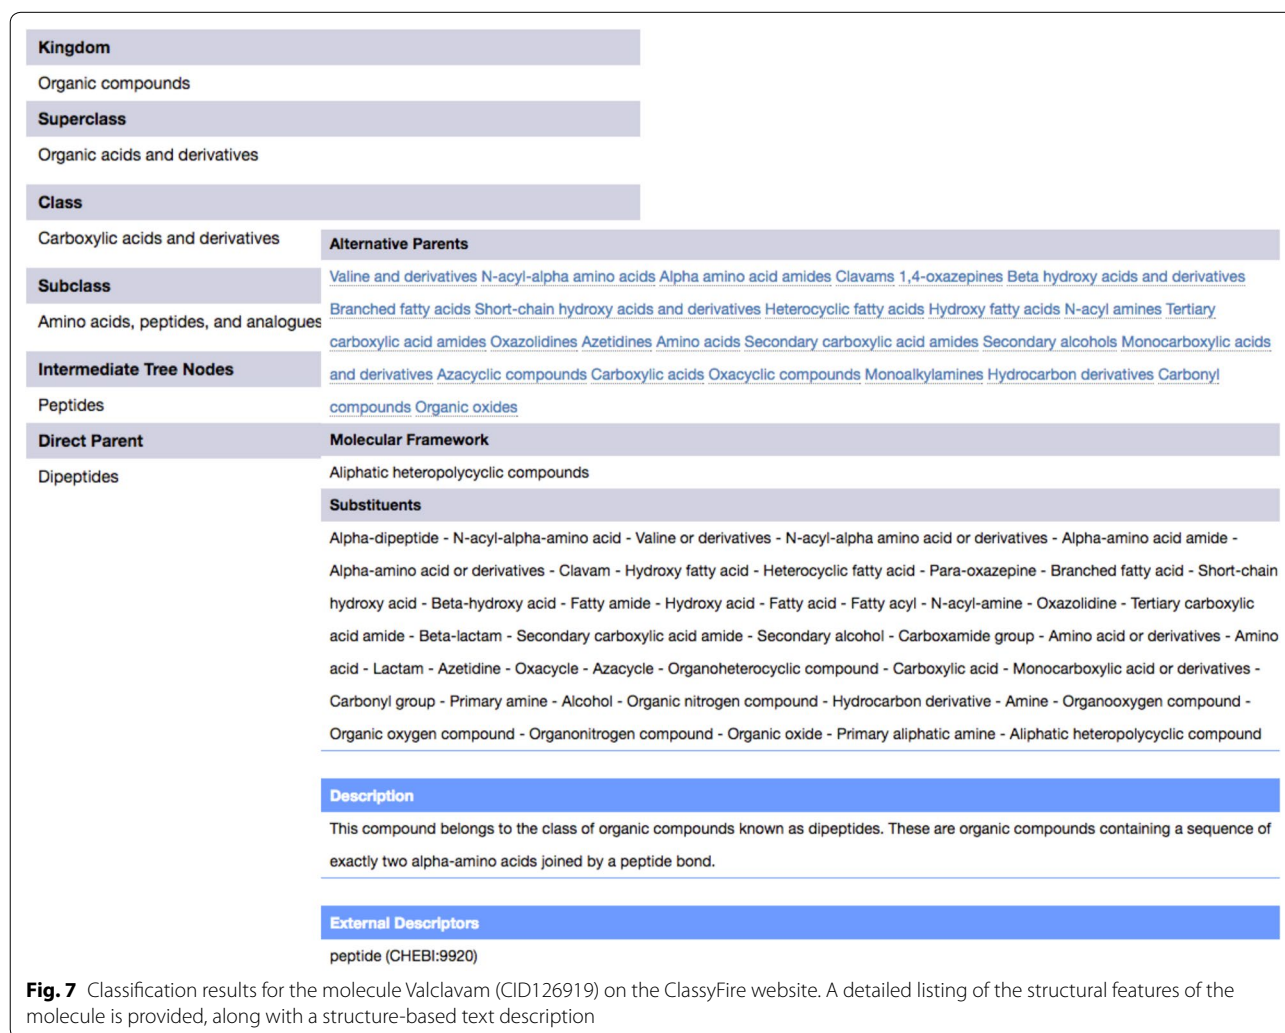 Kingdom
Organic compounds
Superclass
Organic acids and derivatives
Class
Carboxylic acids and derivatives
Subclass
Amino acids, peptides, and analogues
Intermediate Tree Nodes
Peptides
Direct Parent
Dipeptides
Alternative Parents
Valine and derivatives N-acyl-alpha amino acids Alpha amino acid amides Clavams 1,4-oxazepines Beta hydroxy acids and derivatives
Branched fatty acids Short-chain hydroxy acids and derivatives Heterocyclic fatty acids Hydroxy fatty acids N-acyl amines Tertiary
carboxylic acid amides Oxazolidines Azetidines Amino acids Secondary carboxylic acid amides Secondary alcohols Monocarboxylic acids
and derivatives Azacyclic compounds Carboxylic acids Oxacyclic compounds Monoalkylamines Hydrocarbon derivatives Carbonyl
compounds Organic oxides
Molecular Framework
Aliphatic heteropolycyclic compounds
Substituents
Alpha-dipeptide - N-acyl-alpha-amino acid - Valine or derivatives - N-acyl-alpha amino acid or derivatives - Alpha-amino acid amide -
Alpha-amino acid or derivatives - Clavam - Hydroxy fatty acid - Heterocyclic fatty acid - Para-oxazepine - Branched fatty acid - Short-chain
hydroxy acid - Beta-hydroxy acid - Fatty amide - Hydroxy acid - Fatty acid - Fatty acyl - N-acyl-amine - Oxazolidine - Tertiary carboxylic
acid amide - Beta-lactam - Secondary carboxylic acid amide - Secondary alcohol - Carboxamide group - Amino acid or derivatives - Amino
acid - Lactam - Azetidine - Oxacycle - Azacycle - Organoheterocyclic compound - Carboxylic acid - Monocarboxylic acid or derivatives -
Carbonyl group - Primary amine - Alcohol - Organic nitrogen compound - Hydrocarbon derivative - Amine - Organooxygen compound -
Organic oxygen compound - Organonitrogen compound - Organic oxide - Primary aliphatic amine - Aliphatic heteropolycyclic compound
Description
This compound belongs to the class of organic compounds known as dipeptides. These are organic compounds containing a sequence of
exactly two alpha-amino acids joined by a peptide bond.
External Descriptors
peptide (CHEBI:9920)
Fig. 7 Classification results for the molecule Valclavam (CID126919) on the ClassyFire website. A detailed listing of the structural features of the
molecule is provided, along with a structure-based text description